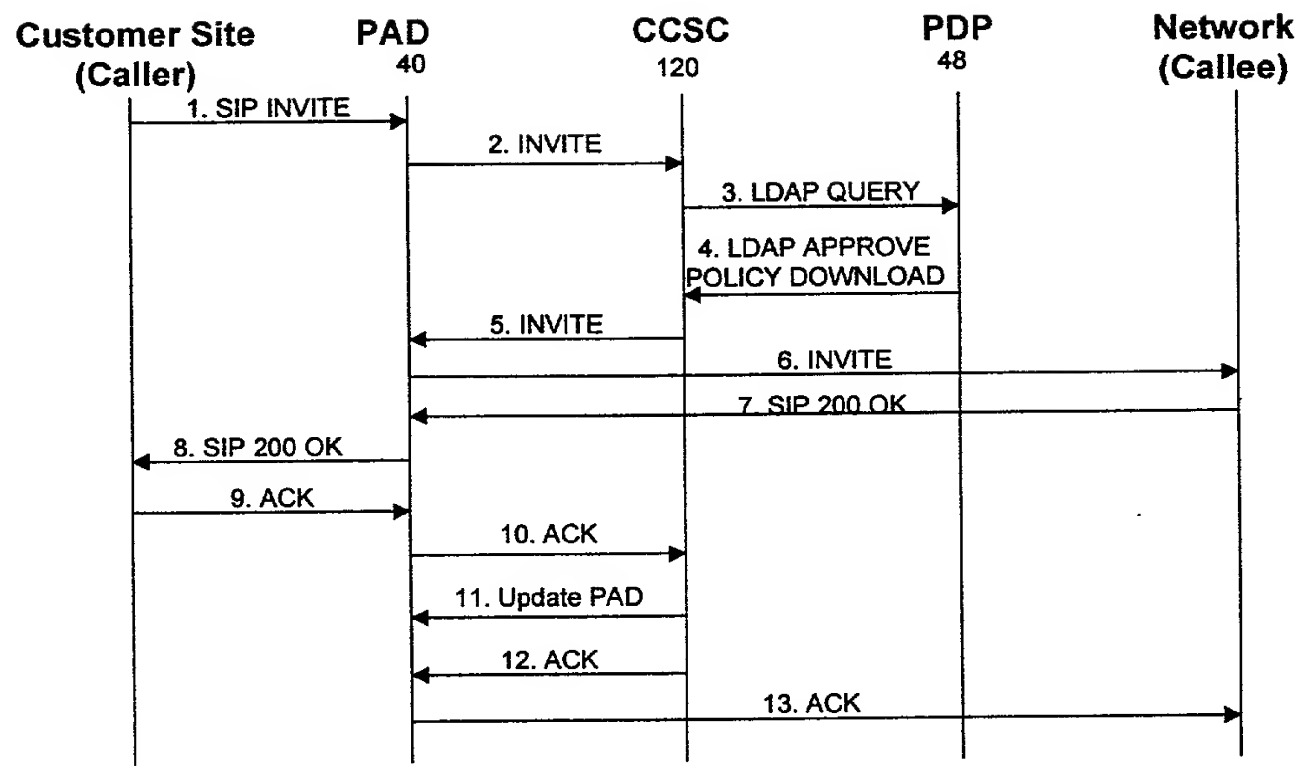 Customer Site
(Caller)
PAD
40
CCSC
120
PDP
48
Network
(Callee)
1. SIP INVITE
2. INVITE
3. LDAP QUERY
4. LDAP APPROVE
POLICY DOWNLOAD
5. INVITE
6. INVITE
7. SIP 200 OK
8. SIP 200 OK
9. ACK
10. ACK
11. Update PAD
12. ACK
13. ACK